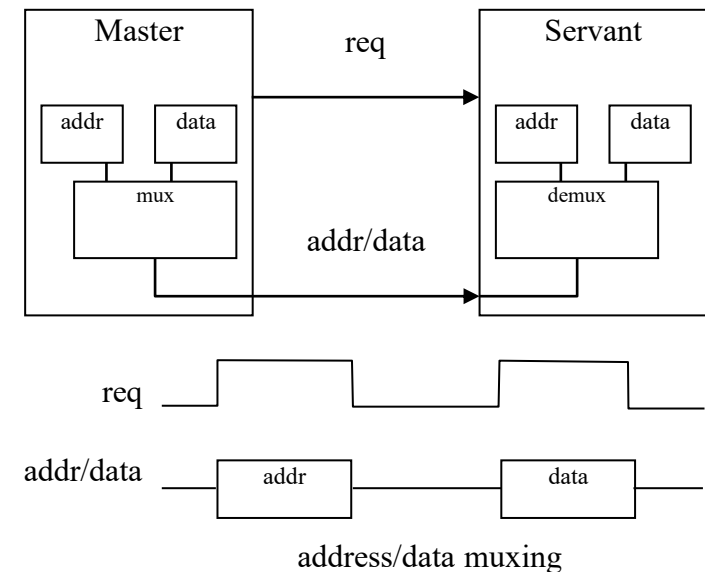 Master
req
Servant
addr
data
addr
data
mux
demux
addr/data
req
addr/data
addr
data
address/data muxing